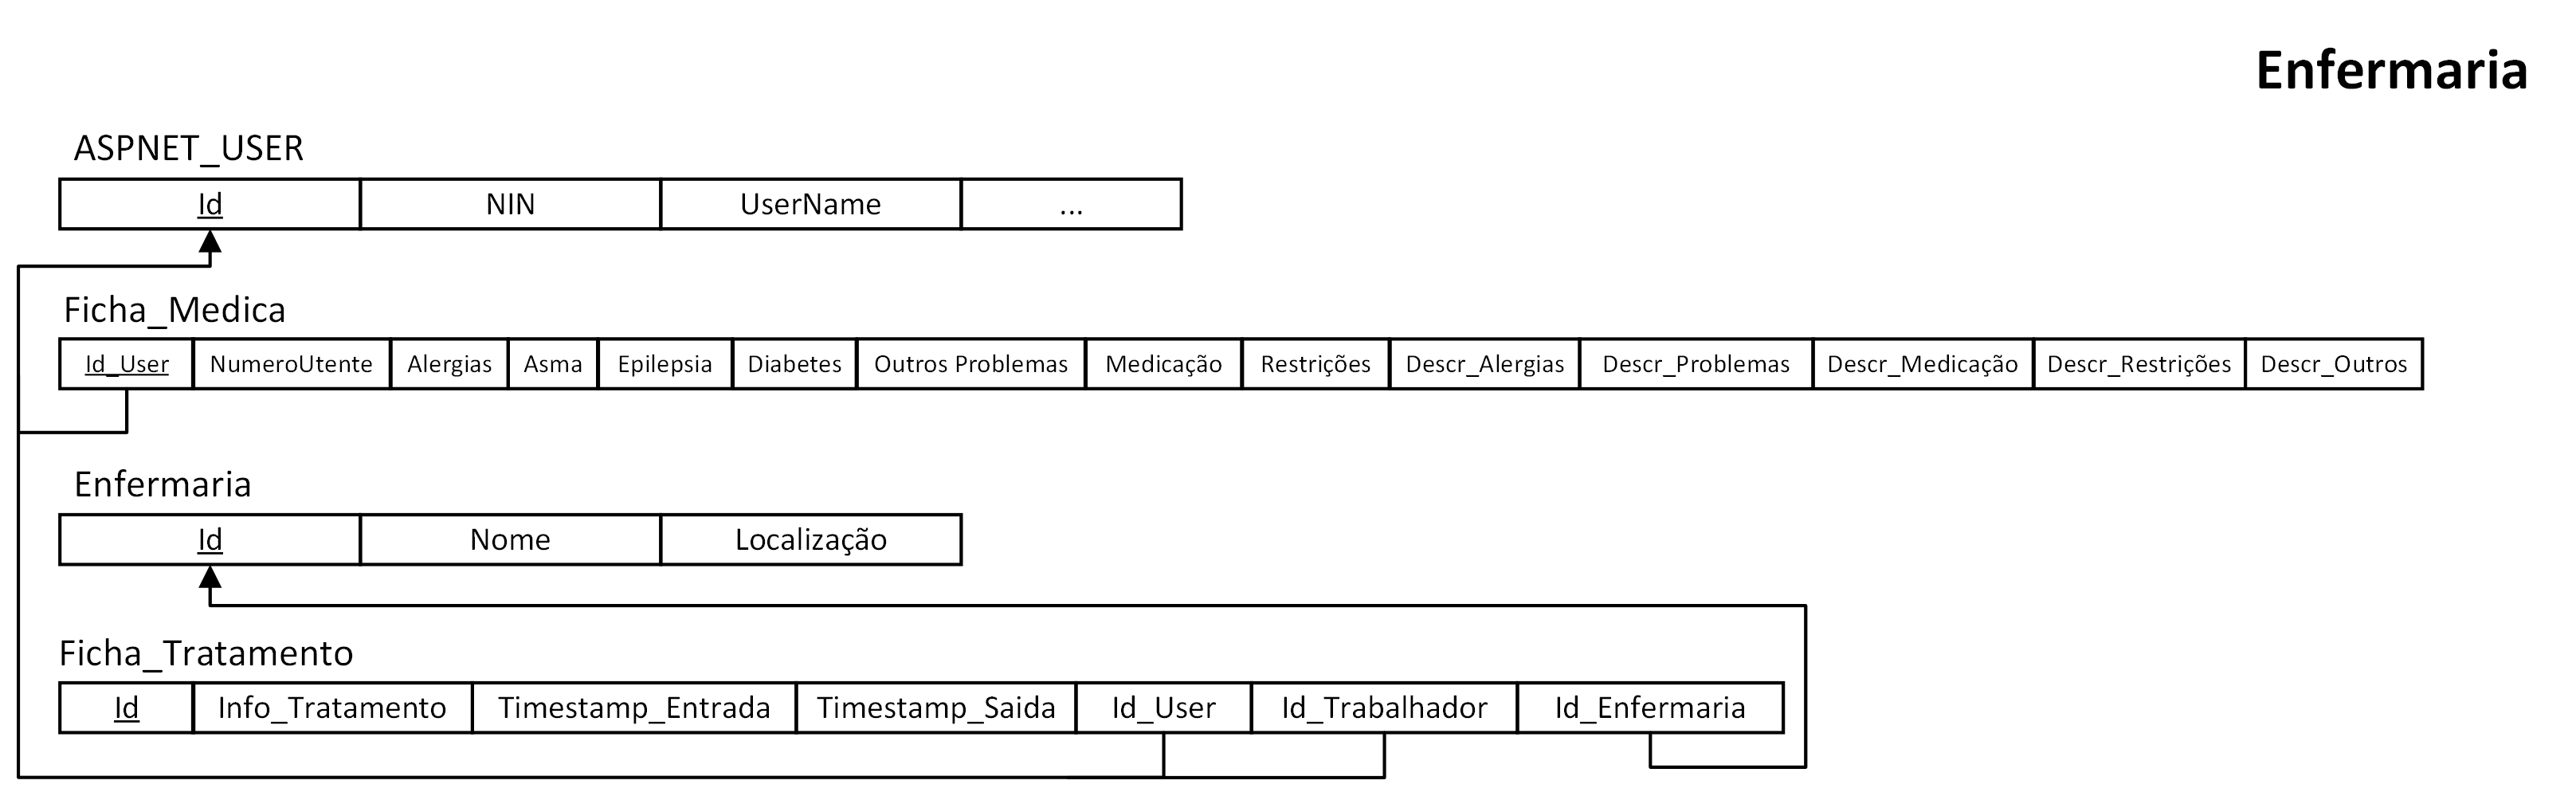 Enfermaria
ASPNET_USER
Id NIN UserName ...
Ficha_Medica
Id_User NumeroUtente Alergias Asma Epilepsia Diabetes Outros Problemas Medicação Restrições Descr_Alergias Descr_Problemas Descr_Medicação Descr_Restrições Descr_Outros
Enfermaria
Id Nome Localização
Ficha_Tratamento
Id Info_Tratamento Timestamp_Entrada Timestamp_Saida Id_User Id_Trabalhador Id_Enfermaria